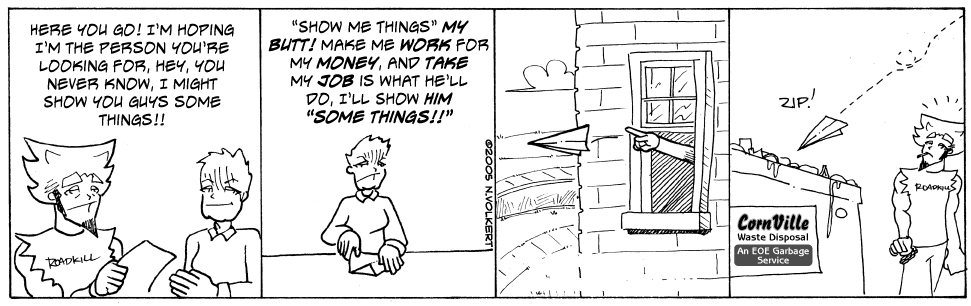 HERE YOU GO! I'M HOPING
I'M THE PERSON YOU'RE
LOOKING FOR, HEY, YOU
NEVER KNOW, I MIGHT
SHOW YOU GUYS SOME
THINGS!!
ROADKILL
"SHOW ME THINGS" MY
BUTT! MAKE ME WORK FOR
MY MONEY, AND TAKE
MY JOB IS WHAT HE'LL
DO, I'LL SHOW HIM
"SOME THINGS!!"
©2005 N.VOLKERT
ZIP!
ROADKILL
CornVille
Waste Disposal
An EOE Garbage
Service